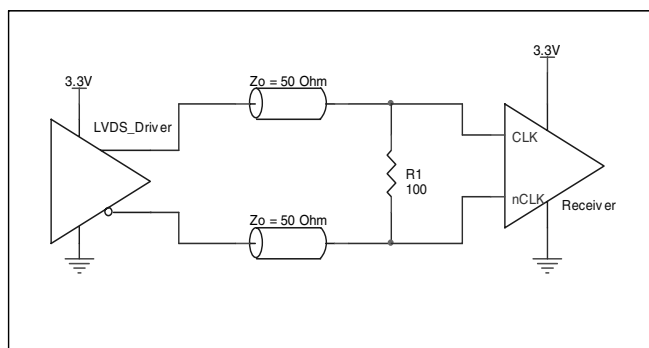 3.3V
LVDS_Driver
Zo = 50 Ohm
3.3V
CLK
R1
100
nCLK
Receiver
Zo = 50 Ohm